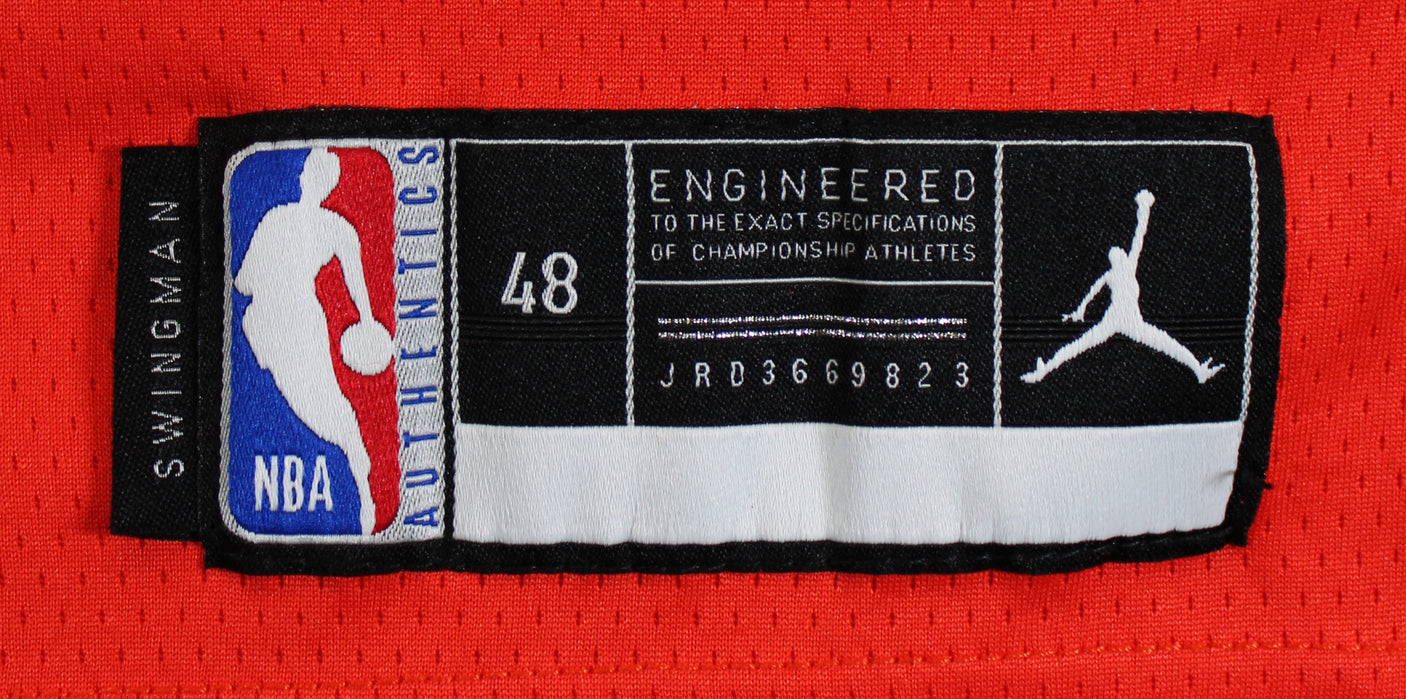 SWINGMAN
NBA
AUTHENTICS
48
ENGINEERED
TO THE EXACT SPECIFICATIONS
OF CHAMPIONSHIP ATHLETES
JRD3669823